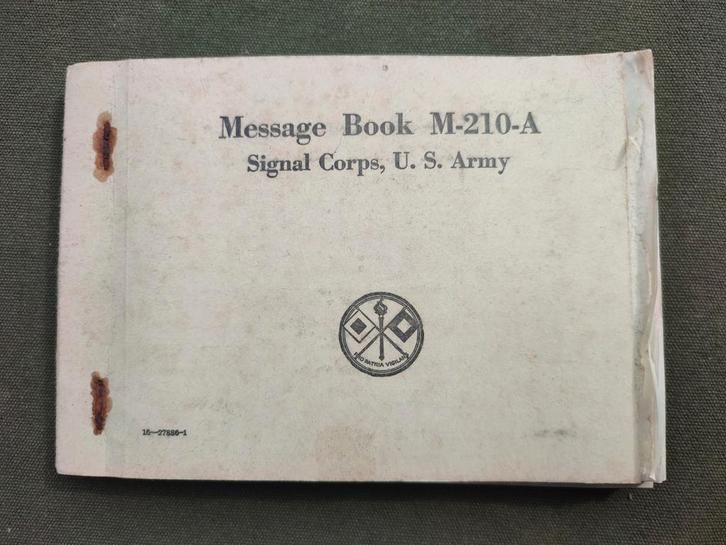 Message Book M-210-A
Signal Corps, U. S. Army
PRO PATRIA VIGILANS
16—27886-1